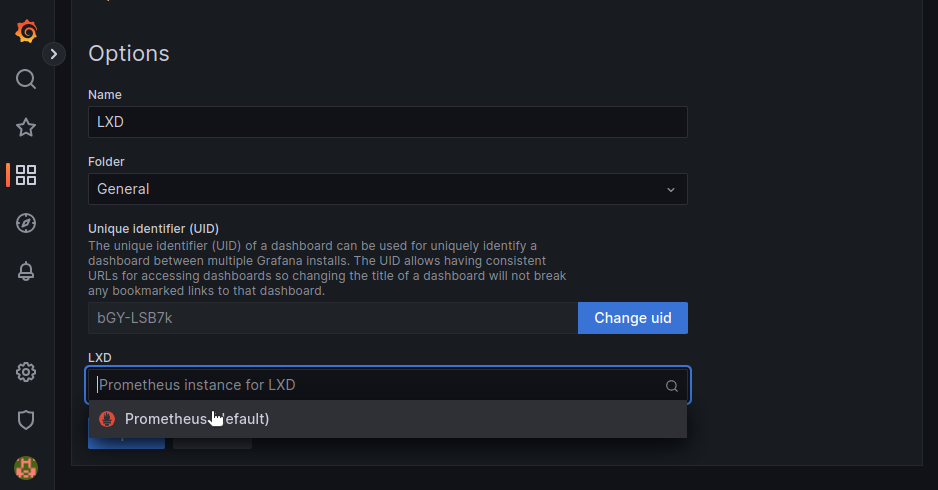 Options
Name
LXD
Folder
General
Unique identifier (UID)
The unique identifier (UID) of a dashboard can be used for uniquely identify a
dashboard between multiple Grafana installs. The UID allows having consistent
URLs for accessing dashboards so changing the title of a dashboard will not break
any bookmarked links to that dashboard.
bGY-LSB7k
Change uid
LXD
Prometheus instance for LXD
Prometheus (default)